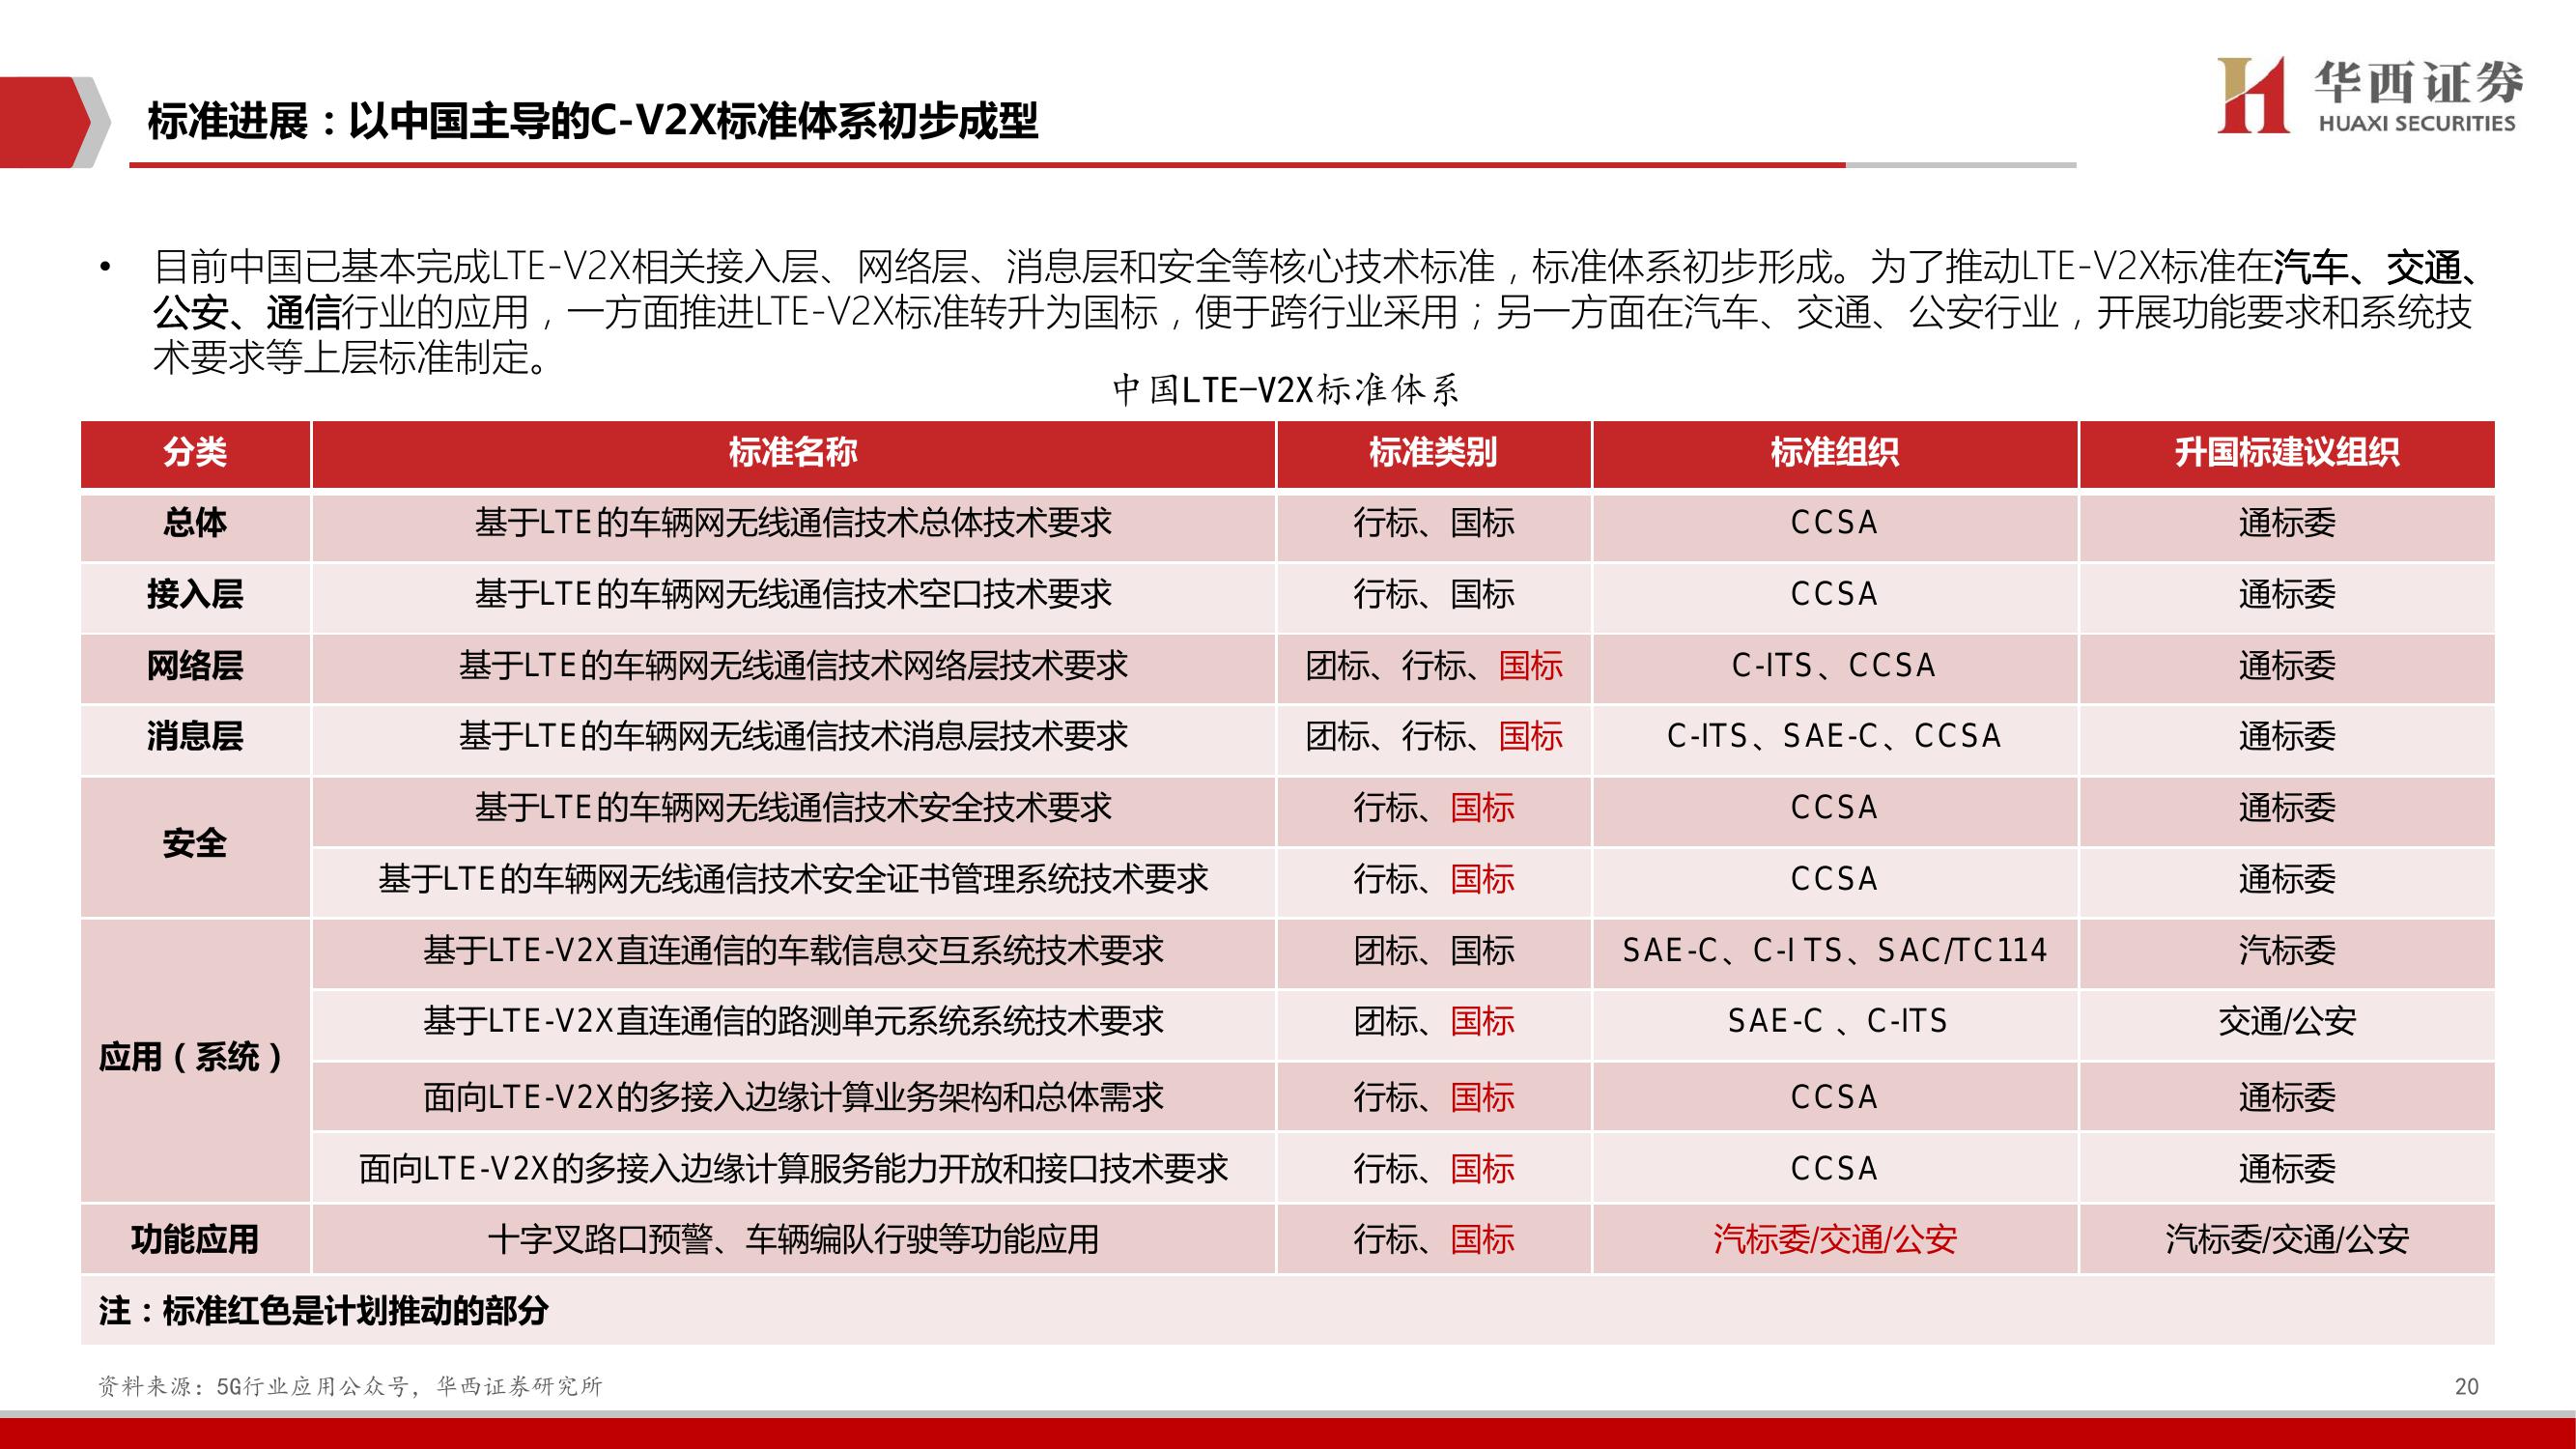 标准进展：以中国主导的C-V2X标准体系初步成型
华西证券
HUAXI SECURITIES
• 目前中国已基本完成LTE-V2X相关接入层、网络层、消息层和安全等核心技术标准，标准体系初步形成。为了推动LTE-V2X标准在汽车、交通、
公安、通信行业的应用，一方面推进LTE-V2X标准转升为国标，便于跨行业采用；另一方面在汽车、交通、公安行业，开展功能要求和系统技
术要求等上层标准制定。
中国LTE-V2X标准体系
分类 标准名称 标准类别 标准组织 升国标建议组织
总体 基于LTE的车辆网无线通信技术总体技术要求 行标、国标 CCSA 通标委
接入层 基于LTE的车辆网无线通信技术空口技术要求 行标、国标 CCSA 通标委
网络层 基于LTE的车辆网无线通信技术网络层技术要求 团标、行标、国标 C-ITS、CCSA 通标委
消息层 基于LTE的车辆网无线通信技术消息层技术要求 团标、行标、国标 C-ITS、SAE-C、CCSA 通标委
安全 基于LTE的车辆网无线通信技术安全技术要求 行标、国标 CCSA 通标委
基于LTE的车辆网无线通信技术安全证书管理系统技术要求 行标、国标 CCSA 通标委
应用（系统） 基于LTE-V2X直连通信的车载信息交互系统技术要求 团标、国标 SAE-C、C-ITS、SAC/TC114 汽标委
基于LTE-V2X直连通信的路测单元系统系统技术要求 团标、国标 SAE-C 、C-ITS 交通/公安
面向LTE-V2X的多接入边缘计算业务架构和总体需求 行标、国标 CCSA 通标委
面向LTE-V2X的多接入边缘计算服务能力开放和接口技术要求 行标、国标 CCSA 通标委
功能应用 十字叉路口预警、车辆编队行驶等功能应用 行标、国标 汽标委/交通/公安 汽标委/交通/公安
注：标准红色是计划推动的部分
资料来源：5G行业应用公众号，华西证券研究所
20